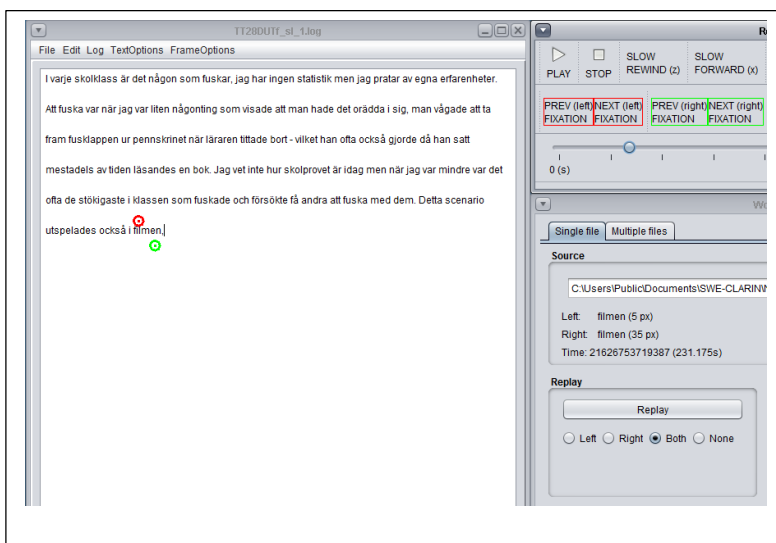 TT28DUTf_sl_1.log
File Edit Log TextOptions FrameOptions
I varje skolklass är det någon som fuskar, jag har ingen statistik men jag pratar av egna erfarenheter.
Att fuska var när jag var liten någonting som visade att man hade det orädda i sig, man vågade att ta
fram fusklappen ur pennskrinet när läraren tittade bort - vilket han ofta också gjorde då han satt
mestadels av tiden läsandes en bok. Jag vet inte hur skolprovet är idag men när jag var mindre var det
ofta de stökigaste i klassen som fuskade och försökte få andra att fuska med dem. Detta scenario
utspelades också i filmen,
PLAY STOP SLOW REWIND (z) SLOW FORWARD (x)
PREV (left) FIXATION NEXT (left) FIXATION PREV (right) FIXATION NEXT (right) FIXATION
0 (s)
Single file Multiple files
Source
C:\Users\Public\Documents\SWE-CLARIN\
Left: filmen (5 px)
Right: filmen (35 px)
Time: 21626753719387 (231.175s)
Replay
Replay
Left Right Both None